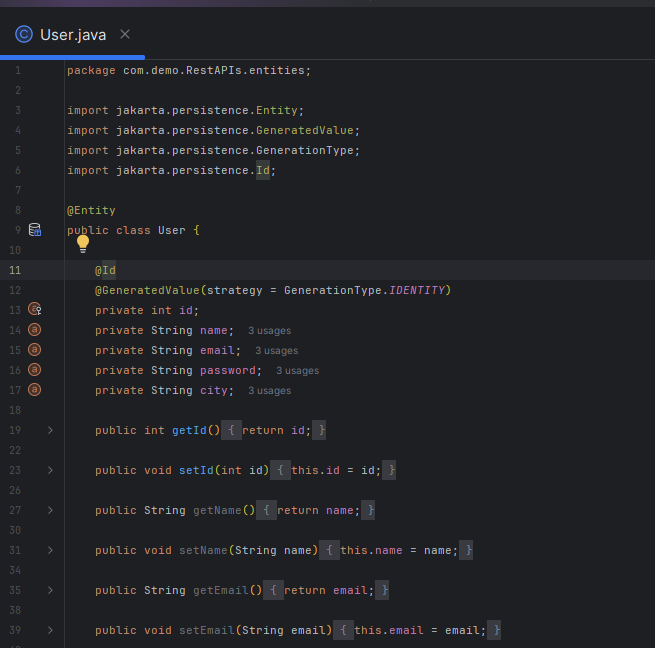 User.java
1 package com.demo.RestAPIs.entities;
2
3 import jakarta.persistence.Entity;
4 import jakarta.persistence.GeneratedValue;
5 import jakarta.persistence.GenerationType;
6 import jakarta.persistence.Id;
7
8 @Entity
9 public class User {
10
11 @Id
12 @GeneratedValue(strategy = GenerationType.IDENTITY)
13 private int id;
14 private String name; 3 usages
15 private String email; 3 usages
16 private String password; 3 usages
17 private String city; 3 usages
18
19 public int getId() { return id; }
22
23 public void setId(int id) { this.id = id; }
26
27 public String getName() { return name; }
30
31 public void setName(String name) { this.name = name; }
34
35 public String getEmail() { return email; }
38
39 public void setEmail(String email) { this.email = email; }